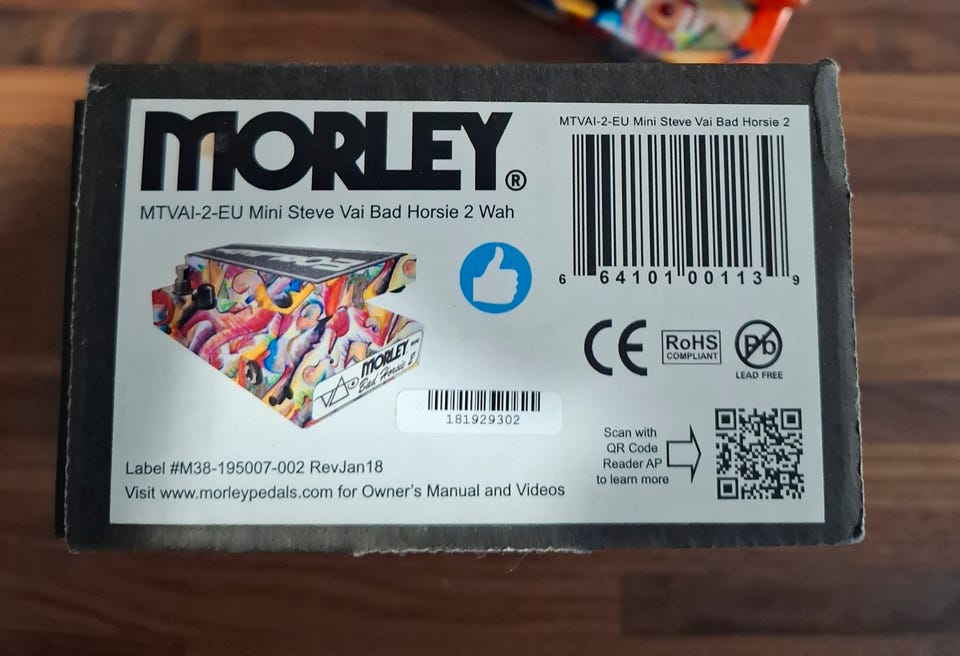 MORLEY®
MTVAI-2-EU Mini Steve Vai Bad Horsie 2 Wah
MTVAI-2-EU Mini Steve Vai Bad Horsie 2
6 64101 00113 9
MORLEY
VAI
Bad Horsie 2
CE
RoHS
COMPLIANT
Pb
LEAD FREE
181929302
Scan with
QR Code
Reader AP
to learn more
Label #M38-195007-002 RevJan18
Visit www.morleypedals.com for Owner's Manual and Videos